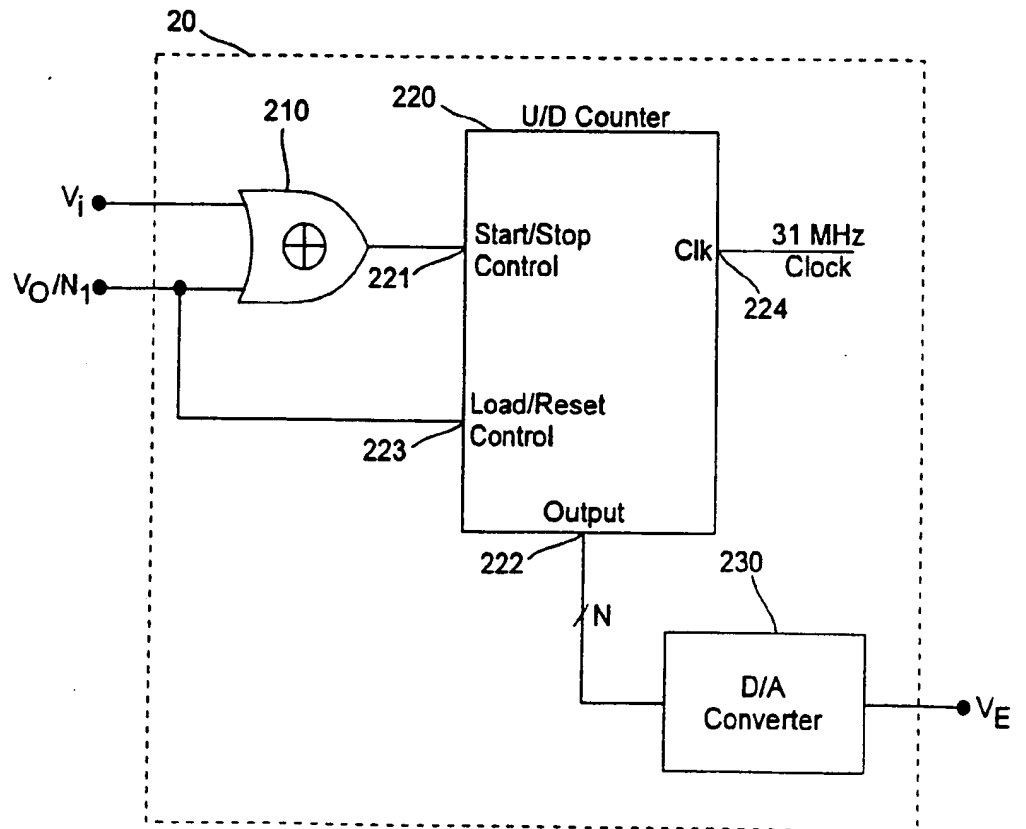 20
220
U/D Counter
210
Vi
Start/Stop
Control
221
Clk
31 MHz
Clock
224
VO/N1
Load/Reset
Control
223
Output
222
N
230
D/A
Converter
VE